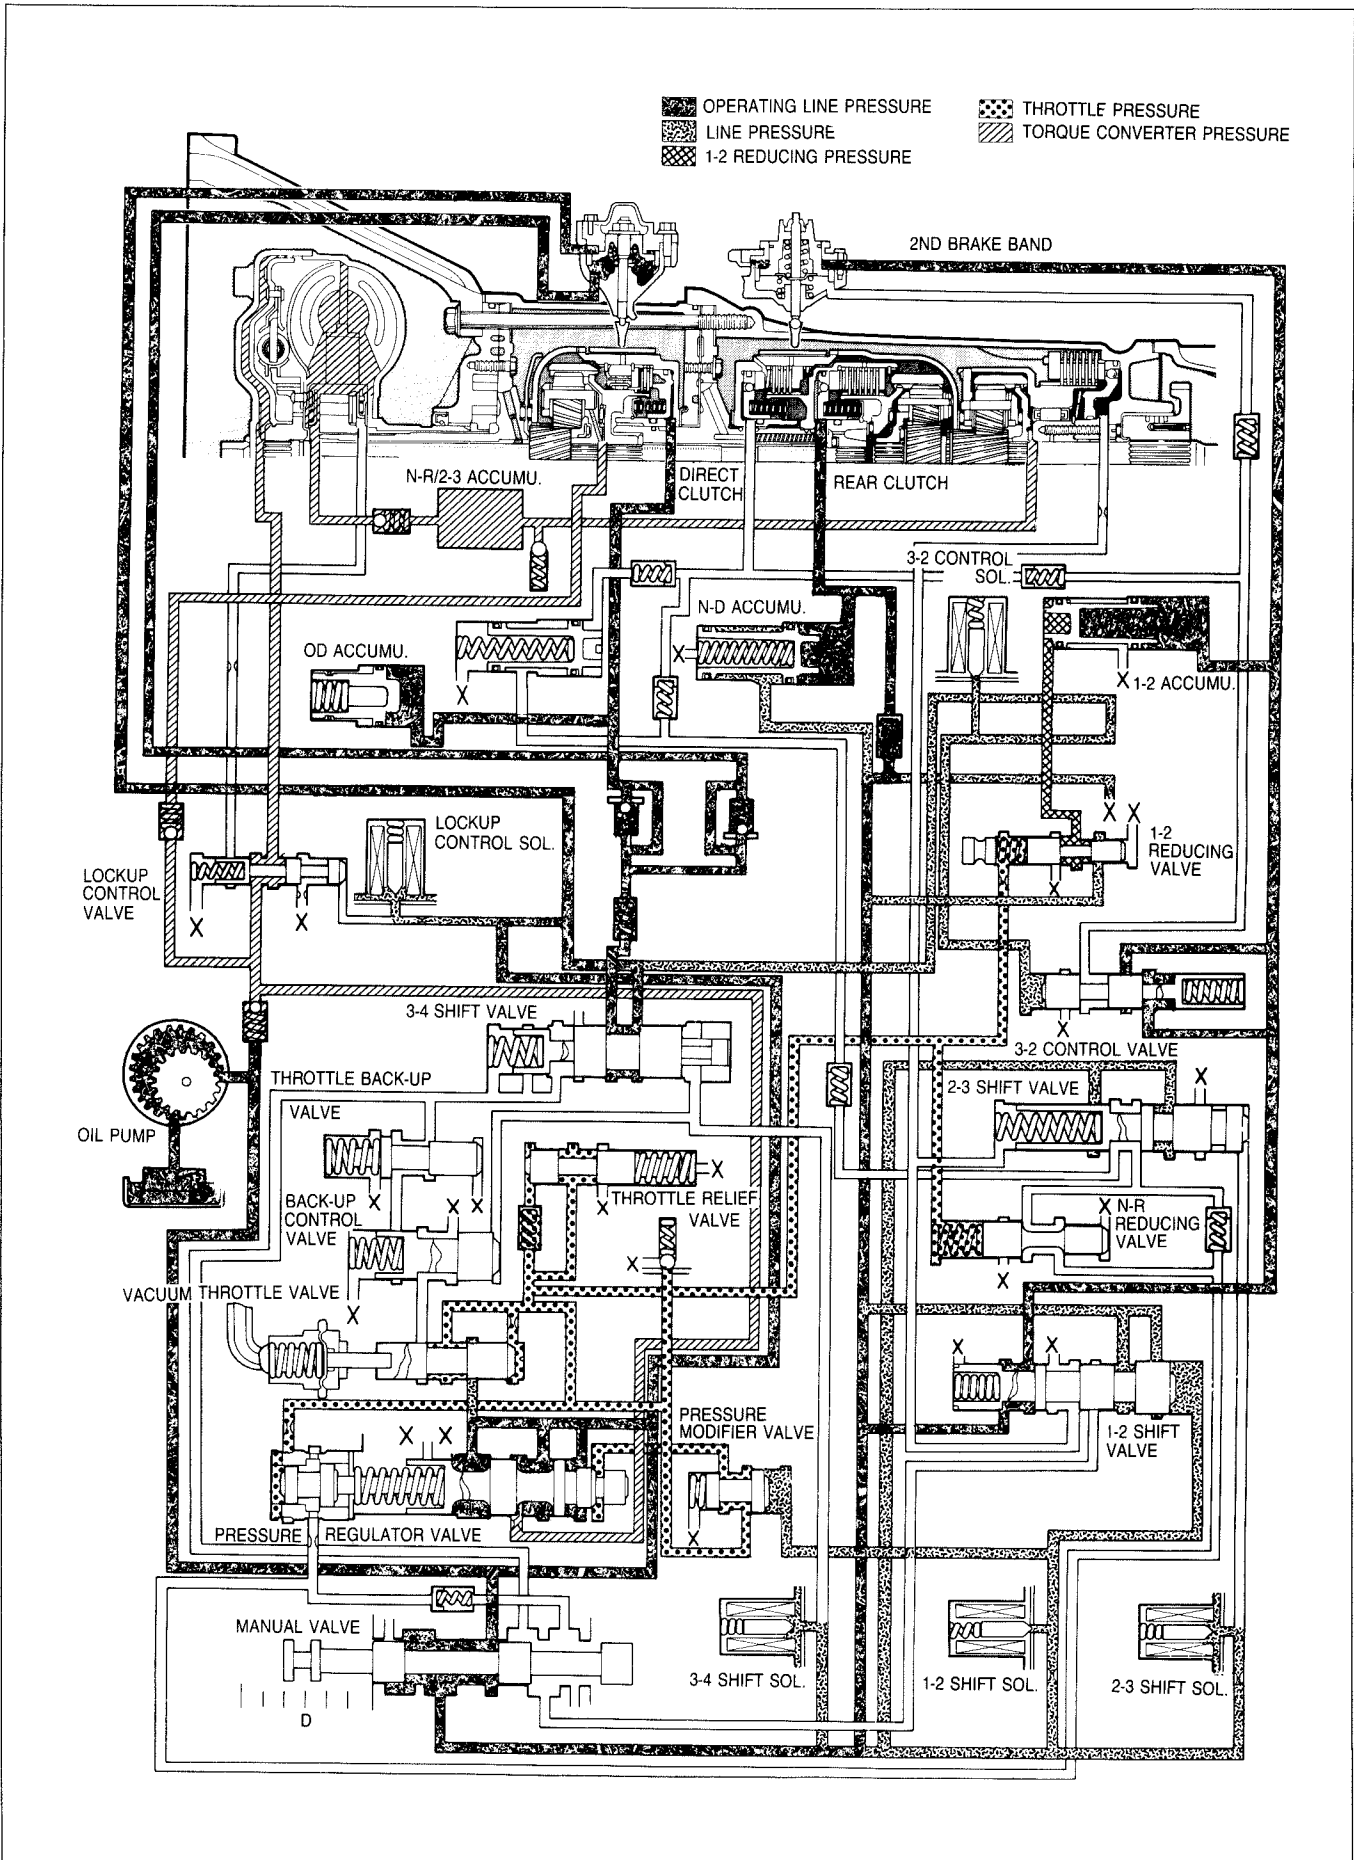 OPERATING LINE PRESSURE
LINE PRESSURE
1-2 REDUCING PRESSURE
THROTTLE PRESSURE
TORQUE CONVERTER PRESSURE
2ND BRAKE BAND
N-R/2-3 ACCUMU.
DIRECT
CLUTCH
REAR CLUTCH
3-2 CONTROL
SOL.
N-D ACCUMU.
OD ACCUMU.
X
X
X 1-2 ACCUMU.
LOCKUP
CONTROL SOL.
X X
1-2
REDUCING
VALVE
LOCKUP
CONTROL
VALVE
X
X
X
3-4 SHIFT VALVE
X
3-2 CONTROL VALVE
THROTTLE BACK-UP
VALVE
2-3 SHIFT VALVE
X
OIL PUMP
X
THROTTLE RELIEF
VALVE
X
X
X
X
X
BACK-UP
CONTROL
VALVE
X
N-R
REDUCING
VALVE
X
X
VACUUM THROTTLE VALVE
X
X
X
X
PRESSURE
MODIFIER VALVE
X X
1-2 SHIFT
VALVE
PRESSURE REGULATOR VALVE
X
MANUAL VALVE
D
3-4 SHIFT SOL.
1-2 SHIFT SOL.
2-3 SHIFT SOL.